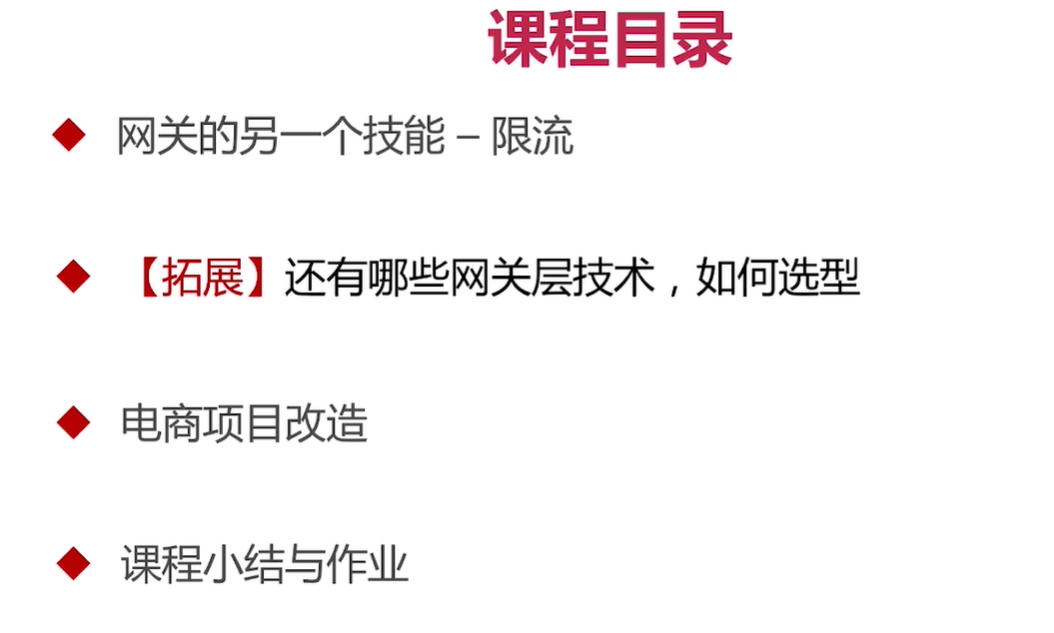 课程目录
网关的另一个技能 – 限流
【拓展】还有哪些网关层技术，如何选型
电商项目改造
课程小结与作业